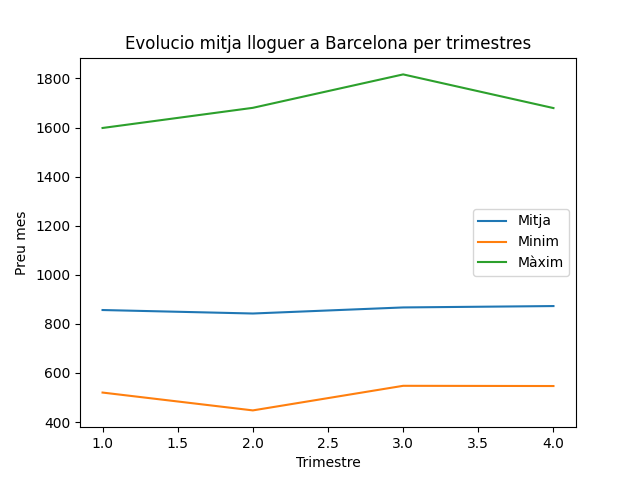 Evolucio mitja lloguer a Barcelona per trimestres
1800
1600
1400
1200
1000
800
600
400
Preu mes
Mitja
Minim
Màxim
1.0 1.5 2.0 2.5 3.0 3.5 4.0
Trimestre